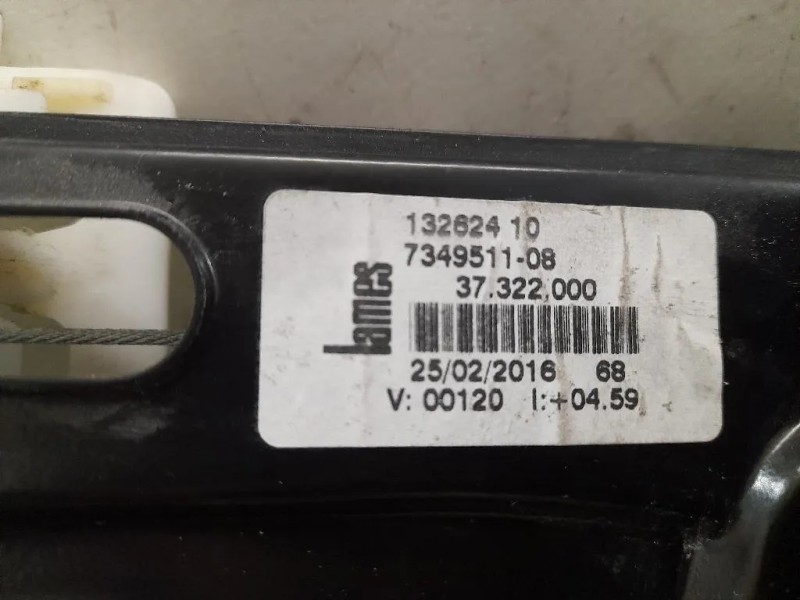 132624 10
7349511-08
37.322,000
lames
25/02/2016 68
V: 00120 I:+04.59